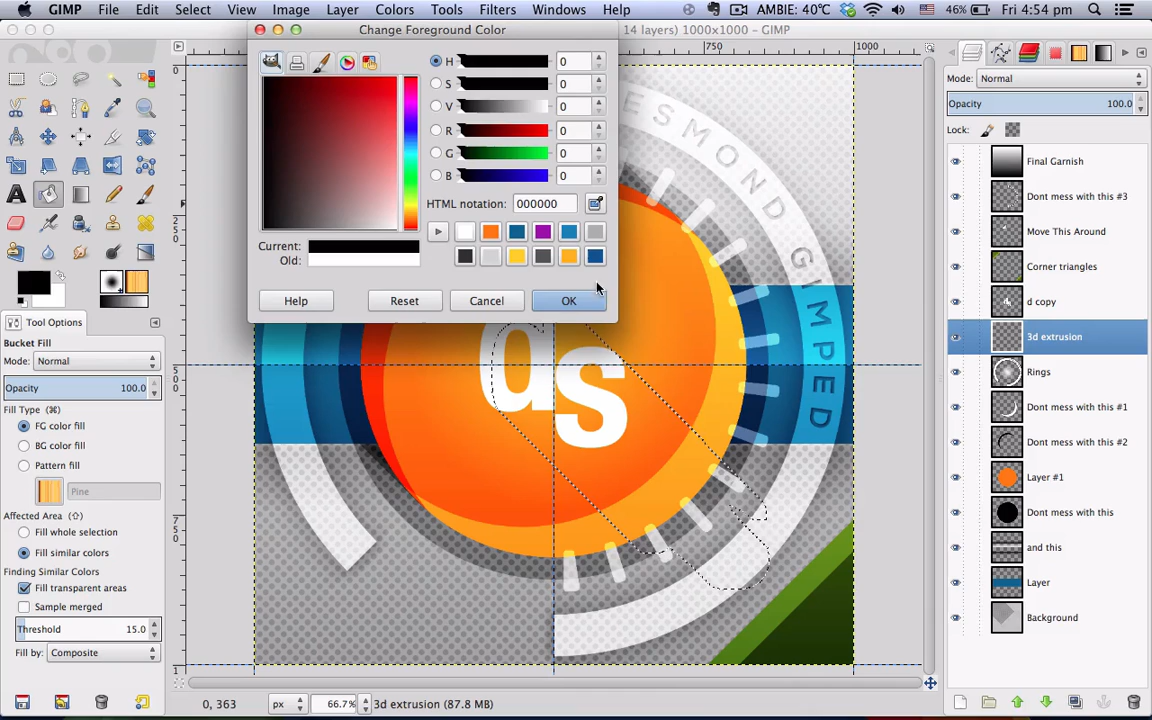 GIMP File Edit Select View Image Layer Colors Tools Filters Windows Help AMBIE: 40°C 46% Fri 4:54 pm
Change Foreground Color
14 layers) 1000x1000 – GIMP
750 1000
H 0
S 0
V 0
R 0
G 0
B 0
HTML notation: 000000
Current:
Old:
Help Reset Cancel OK
0
250
500
750
1
Tool Options
Bucket Fill
Mode: Normal
Opacity 100.0
Fill Type (⌘)
FG color fill
BG color fill
Pattern fill
Pine
Affected Area (⇧)
Fill whole selection
Fill similar colors
Finding Similar Colors
Fill transparent areas
Sample merged
Threshold 15.0
Fill by: Composite
ESMOND GIMPED
ds
0, 363 px 66.7% 3d extrusion (87.8 MB)
Mode: Normal
Opacity 100.0
Lock:
Final Garnish
Dont mess with this #3
Move This Around
Corner triangles
d copy
3d extrusion
Rings
Dont mess with this #1
Dont mess with this #2
Layer #1
Dont mess with this
and this
Layer
Background